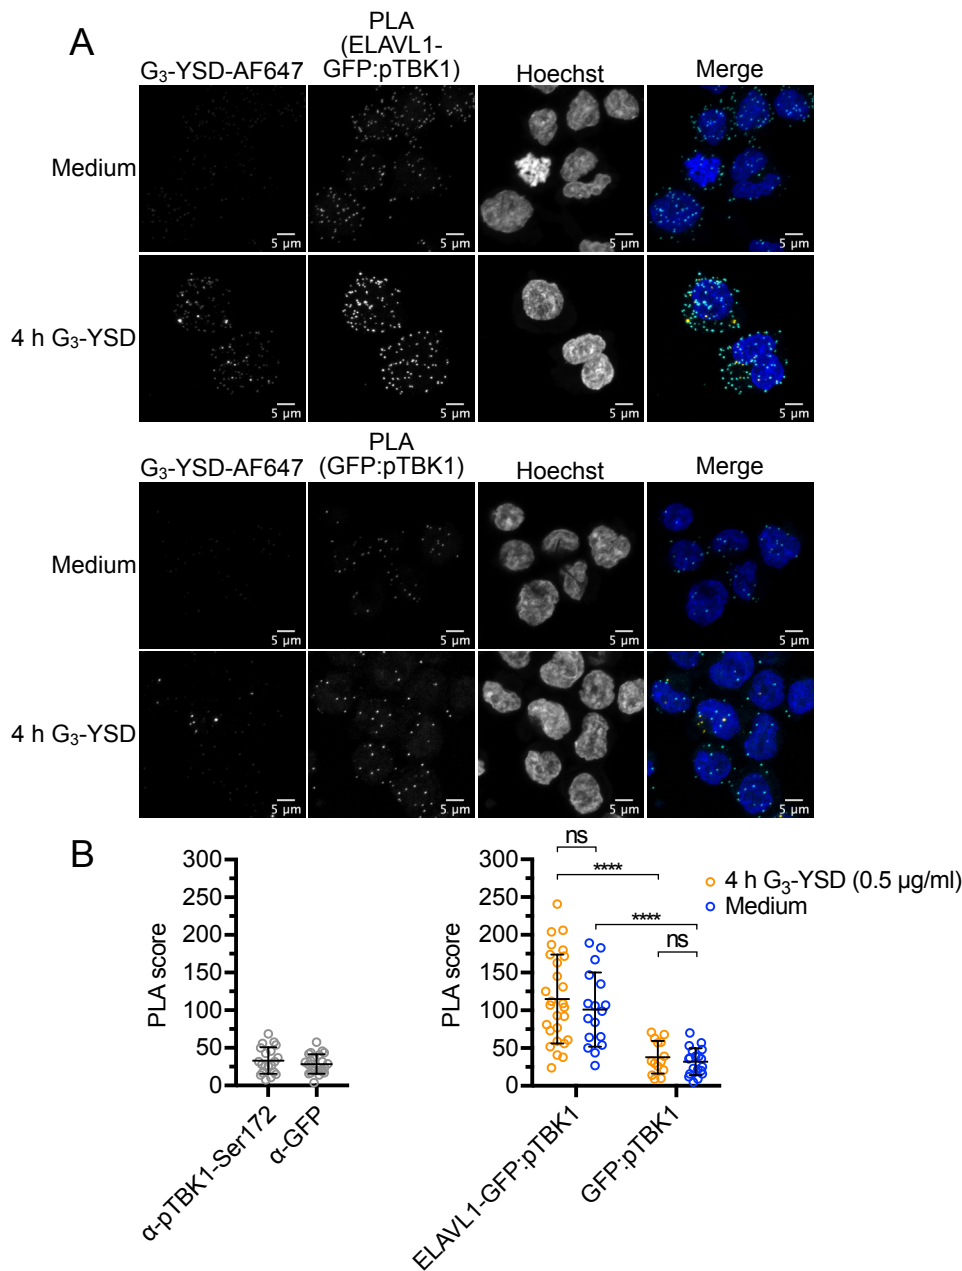 A
G₃-YSD-AF647
PLA
(ELAVL1-
GFP:pTBK1)
Hoechst
Merge
Medium
5 µm
5 µm
5 µm
5 µm
4 h G₃-YSD
5 µm
5 µm
5 µm
5 µm
G₃-YSD-AF647
PLA
(GFP:pTBK1)
Hoechst
Merge
Medium
5 µm
5 µm
5 µm
5 µm
4 h G₃-YSD
5 µm
5 µm
5 µm
5 µm
B
PLA score
300
250
200
150
100
50
0
α-pTBK1-Ser172
α-GFP
PLA score
300
250
200
150
100
50
0
ns
****
****
ns
4 h G₃-YSD (0.5 µg/ml)
Medium
ELAVL1-GFP:pTBK1
GFP:pTBK1